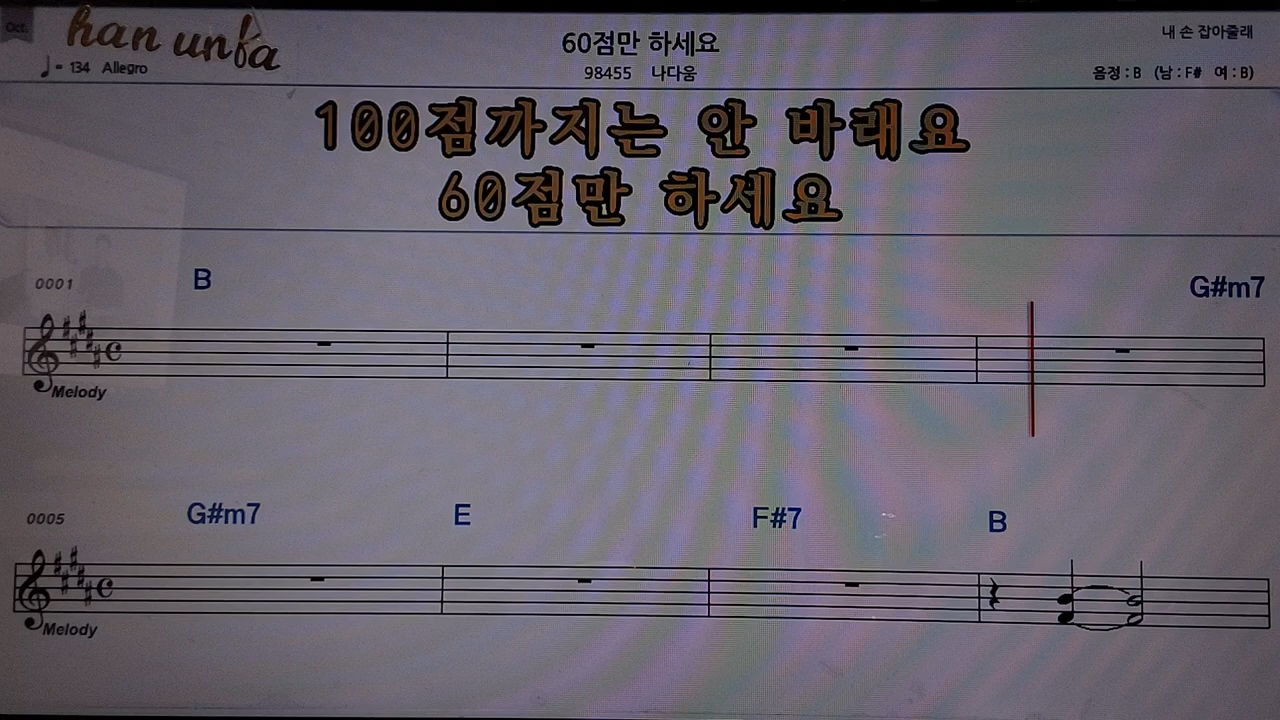 Oct.
han unba
♩= 134 Allegro
60점만 하세요
98455 나다움
내 손 잡아줄래
음정 : B (남 : F# 여 : B)
100점까지는 안 바래요
60점만 하세요
0001
B
G#m7
Melody
0005
G#m7
E
F#7
B
Melody